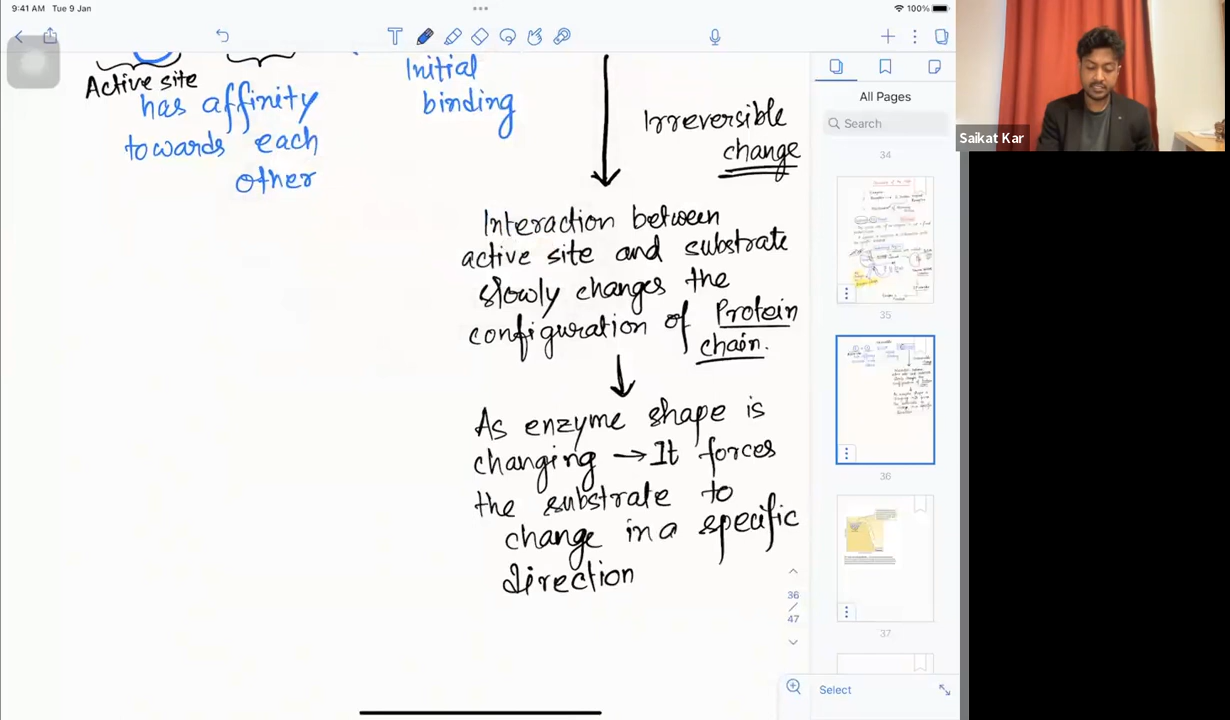 9:41 AM Tue 9 Jan
100%
Active site
has affinity
towards each
other
Initial
binding
Irreversible
change
Interaction between
active site and substrate
slowly changes the
configuration of Protein
chain.
As enzyme shape is
changing → It forces
the substrate to
change in a specific
direction
36
/
47
All Pages
Search
34
35
36
37
Select
Saikat Kar